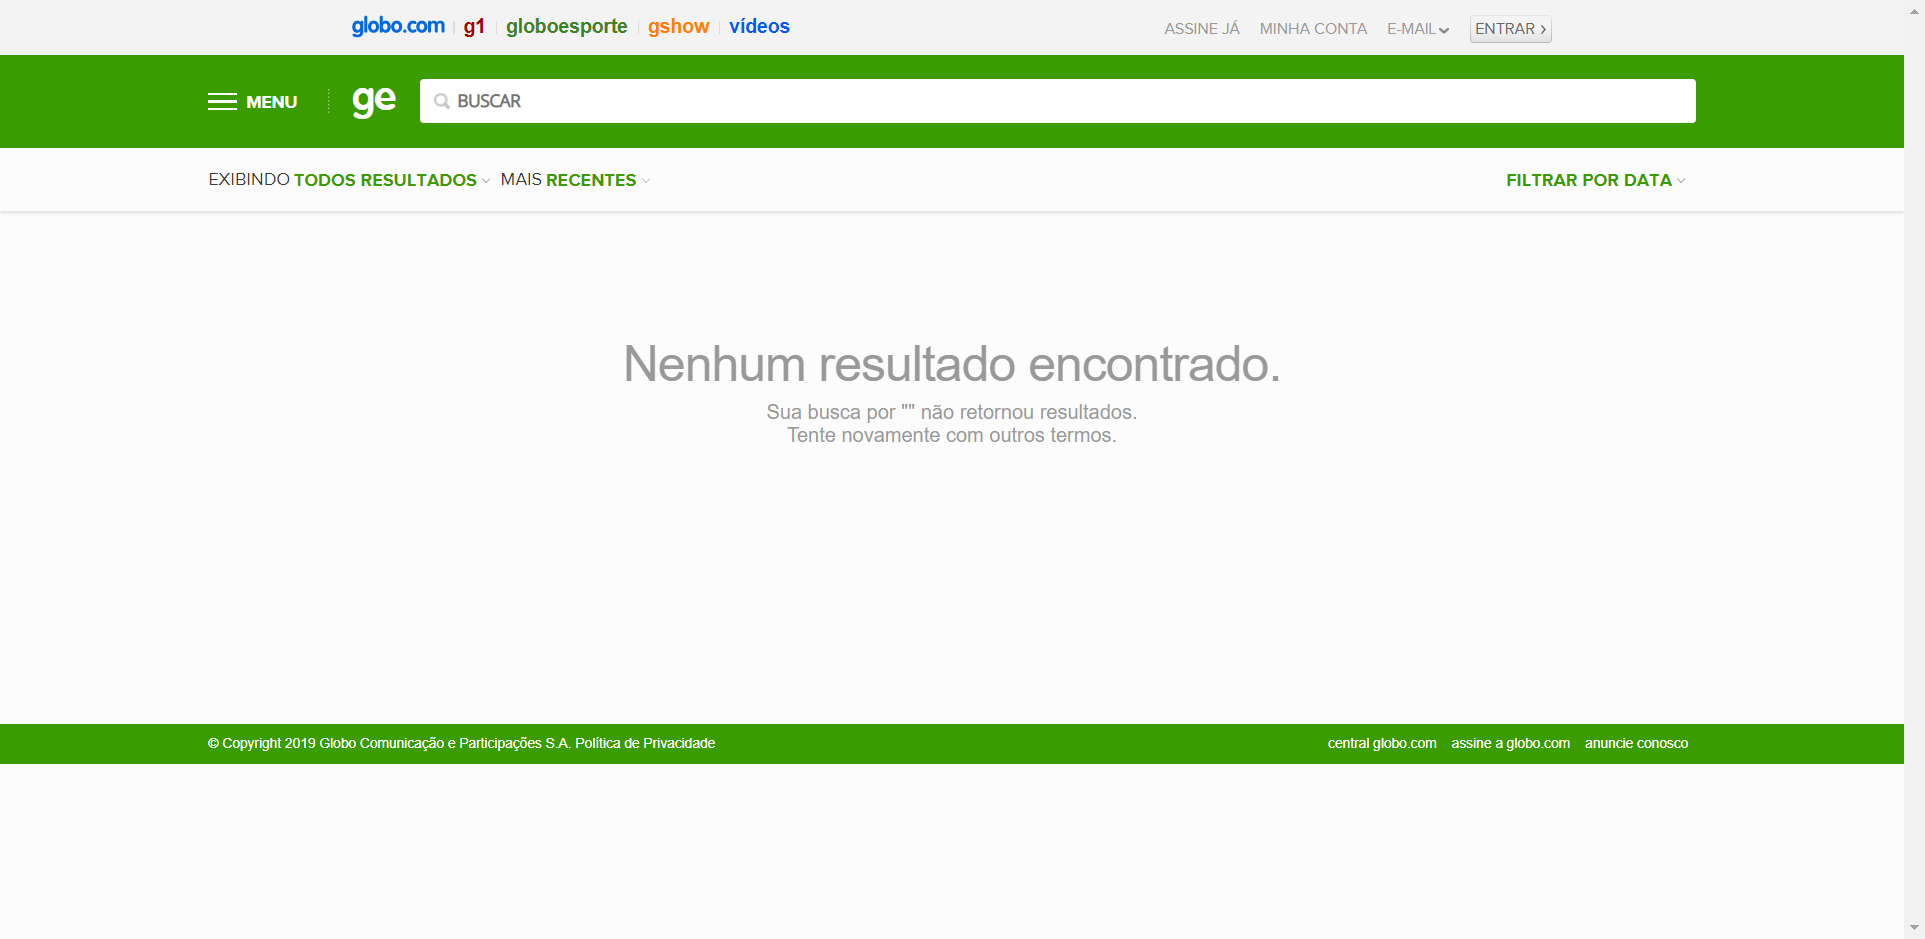 globo.com g1 globoesporte gshow vídeos ASSINE JÁ MINHA CONTA E-MAIL ENTRAR ›
MENU ge BUSCAR
EXIBINDO TODOS RESULTADOS MAIS RECENTES FILTRAR POR DATA
Nenhum resultado encontrado.
Sua busca por "" não retornou resultados.
Tente novamente com outros termos.
© Copyright 2019 Globo Comunicação e Participações S.A. Política de Privacidade central globo.com assine a globo.com anuncie conosco